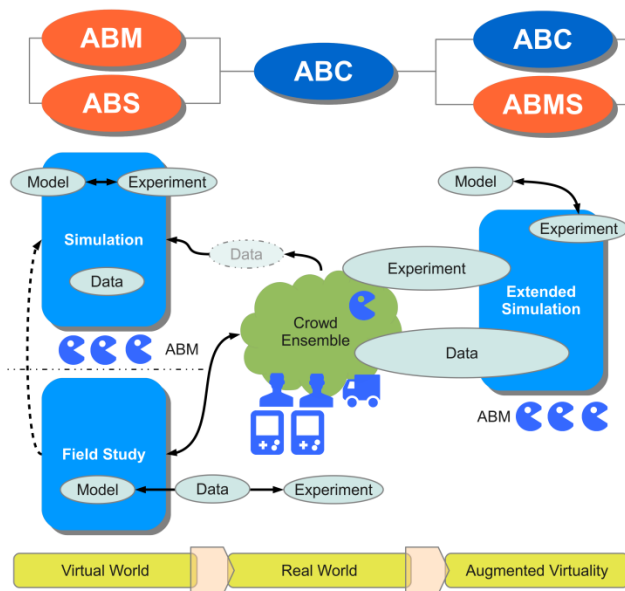 ABM
ABC
ABC
ABS
ABMS
Model
Experiment
Simulation
Data
Data
ABM
Model
Experiment
Experiment
Extended
Simulation
Crowd
Ensemble
Data
ABM
Field Study
Model
Data
Experiment
Virtual World
Real World
Augmented Virtuality